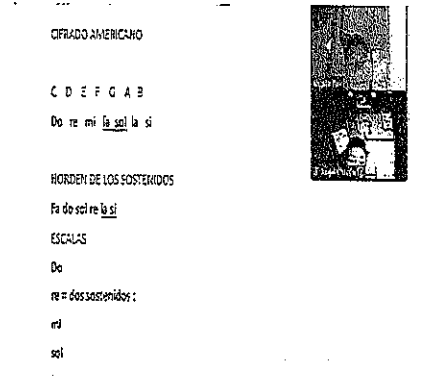 CIFRADO AMERICANO
C D E F G A B
Do re mi fa sol la si
HORDEN DE LOS SOSTENIDOS
Fa do sol re la si
ESCALAS
Do
re = dos sostenidos :
mi
sol